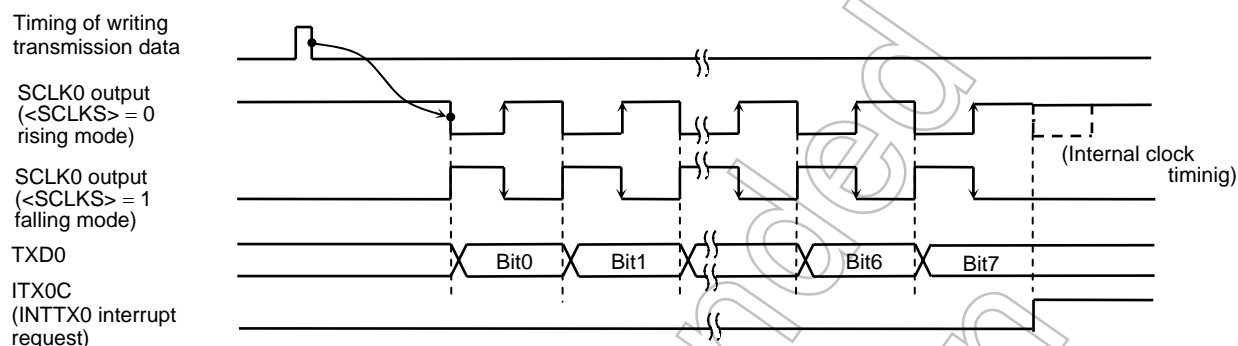 Timing of writing
transmission data
SCLK0 output
(<SCLKS> = 0
rising mode)
(Internal clock
timinig)
SCLK0 output
(<SCLKS> = 1
falling mode)
TXD0
Bit0
Bit1
Bit6
Bit7
ITX0C
(INTTX0 interrupt
request)